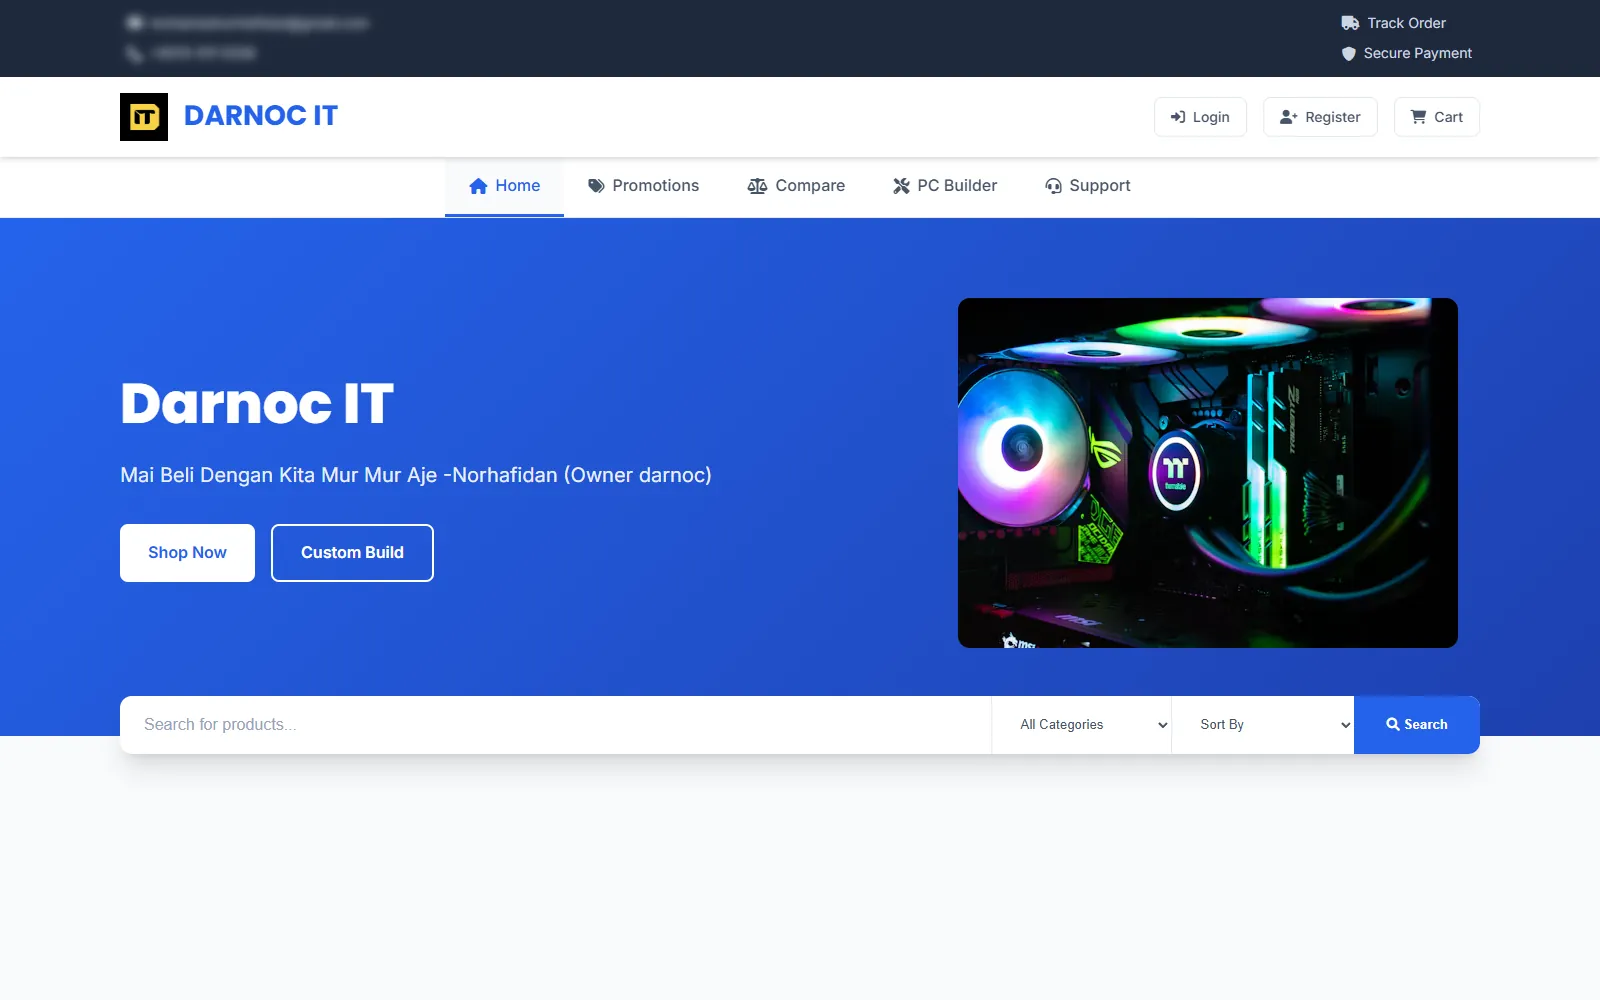 Track Order
Secure Payment
IT
DARNOC IT
Login
Register
Cart
Home
Promotions
Compare
PC Builder
Support
Darnoc IT
Mai Beli Dengan Kita Mur Mur Aje -Norhafidan (Owner darnoc)
Shop Now
Custom Build
Search for products...
All Categories
Sort By
Search